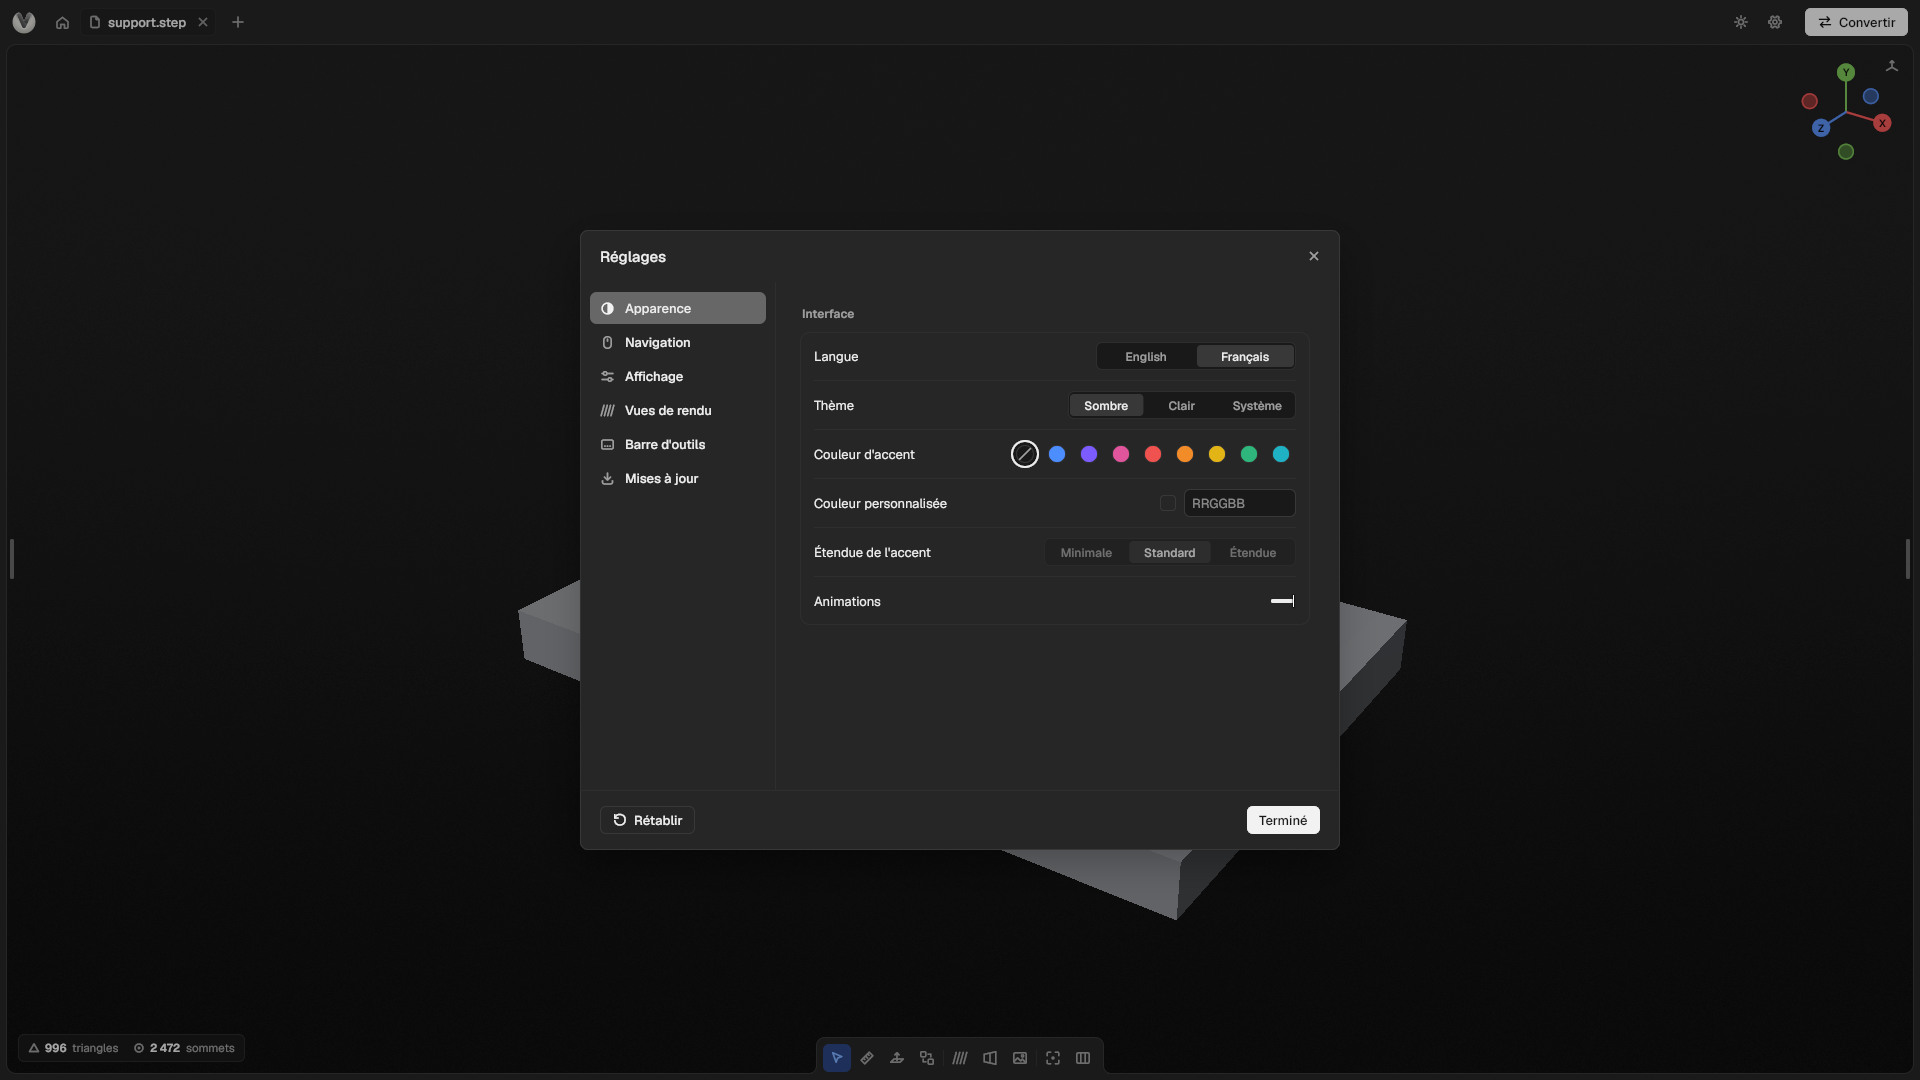 support.step
Convertir
Y
X
Z
Réglages
Apparence
Navigation
Affichage
Vues de rendu
Barre d'outils
Mises à jour
Interface
Langue
English
Français
Thème
Sombre
Clair
Système
Couleur d'accent
Couleur personnalisée
RRGGBB
Étendue de l'accent
Minimale
Standard
Étendue
Animations
Rétablir
Terminé
996 triangles
2 472 sommets